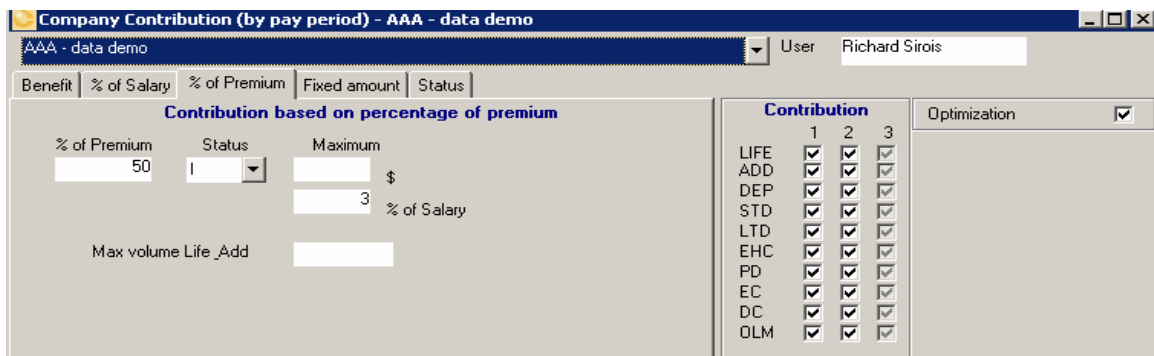 Company Contribution (by pay period) - AAA - data demo
AAA - data demo
User
Richard Sirois
Benefit
% of Salary
% of Premium
Fixed amount
Status
Contribution based on percentage of premium
% of Premium
Status
Maximum
50
I
$
3
% of Salary
Max volume Life_Add
Contribution
1 2 3
LIFE
ADD
DEP
STD
LTD
EHC
PD
EC
DC
OLM
Optimization